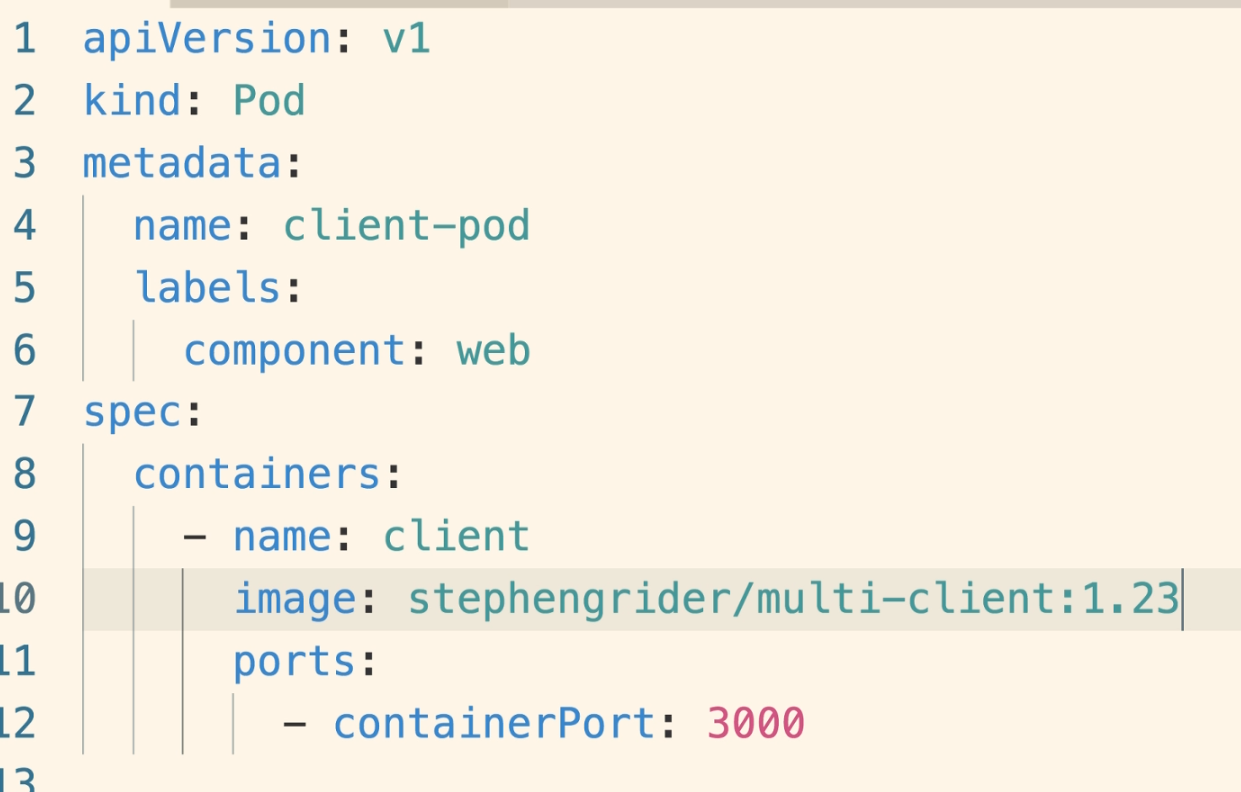 1 apiVersion: v1
2 kind: Pod
3 metadata:
4   name: client-pod
5   labels:
6     component: web
7 spec:
8   containers:
9     - name: client
10       image: stephengrider/multi-client:1.23
11       ports:
12         - containerPort: 3000
13